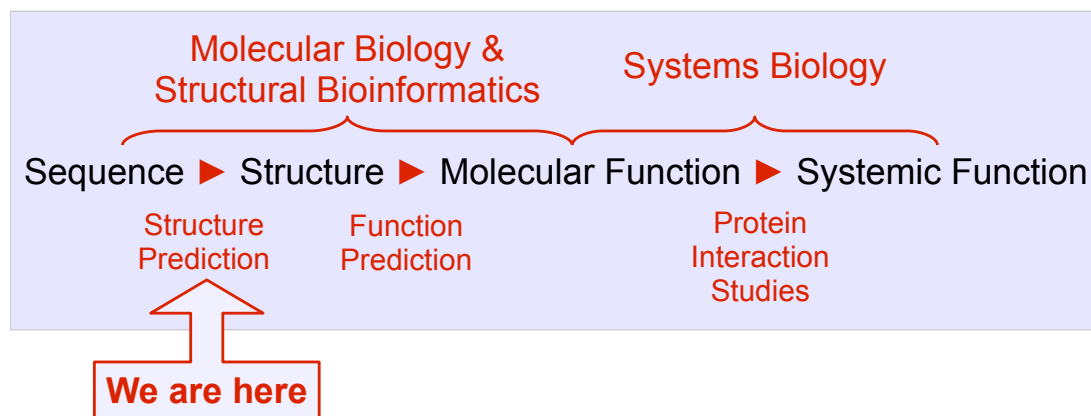 Molecular Biology &
Structural Bioinformatics
Systems Biology
Sequence ► Structure ► Molecular Function ► Systemic Function
Structure
Prediction
Function
Prediction
Protein
Interaction
Studies
We are here